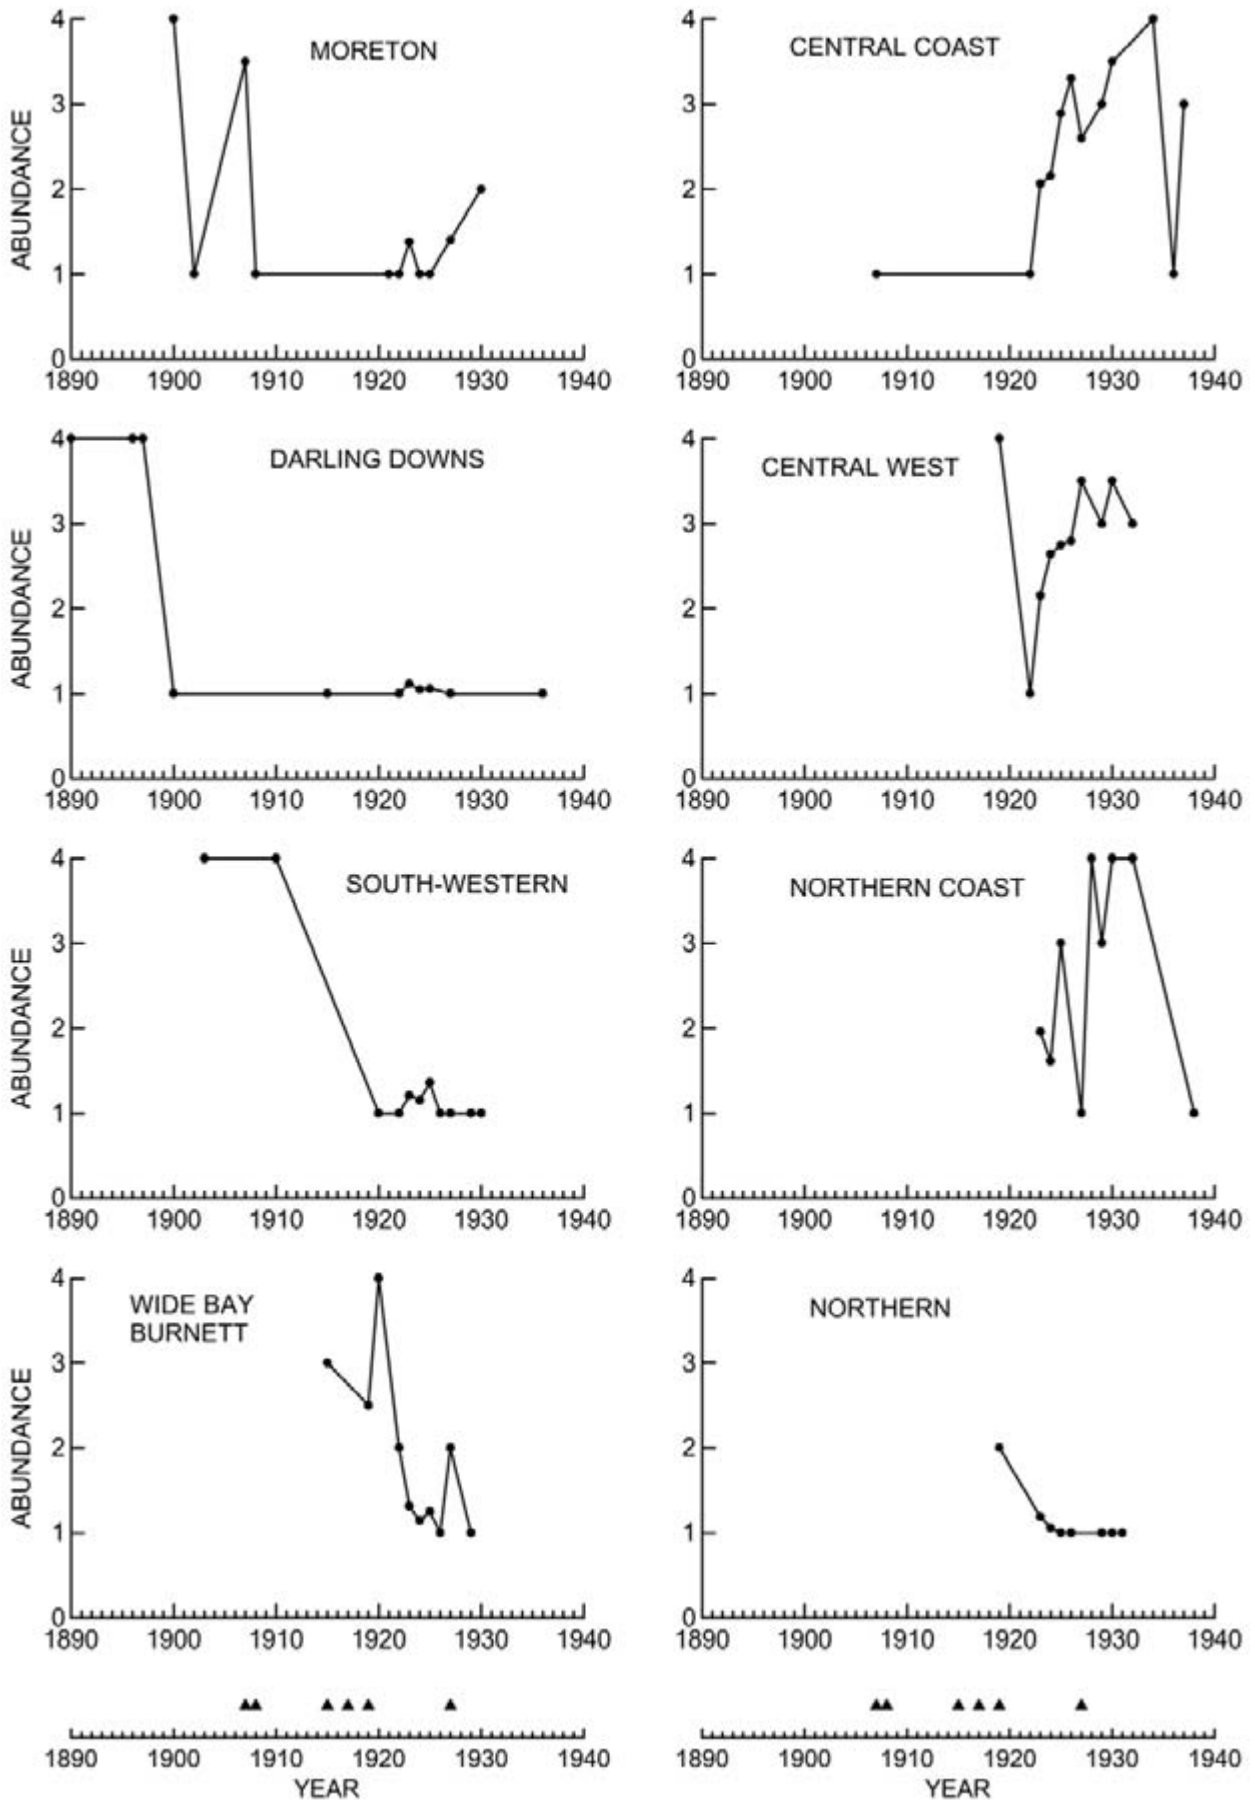 4
3
2
1
0
ABUNDANCE
MORETON
1890 1900 1910 1920 1930 1940
4
3
2
1
0
CENTRAL COAST
1890 1900 1910 1920 1930 1940
4
3
2
1
0
ABUNDANCE
DARLING DOWNS
1890 1900 1910 1920 1930 1940
4
3
2
1
0
CENTRAL WEST
1890 1900 1910 1920 1930 1940
4
3
2
1
0
ABUNDANCE
SOUTH-WESTERN
1890 1900 1910 1920 1930 1940
4
3
2
1
0
NORTHERN COAST
1890 1900 1910 1920 1930 1940
4
3
2
1
0
ABUNDANCE
WIDE BAY
BURNETT
1890 1900 1910 1920 1930 1940
4
3
2
1
0
NORTHERN
1890 1900 1910 1920 1930 1940
1890 1900 1910 1920 1930 1940
YEAR
1890 1900 1910 1920 1930 1940
YEAR